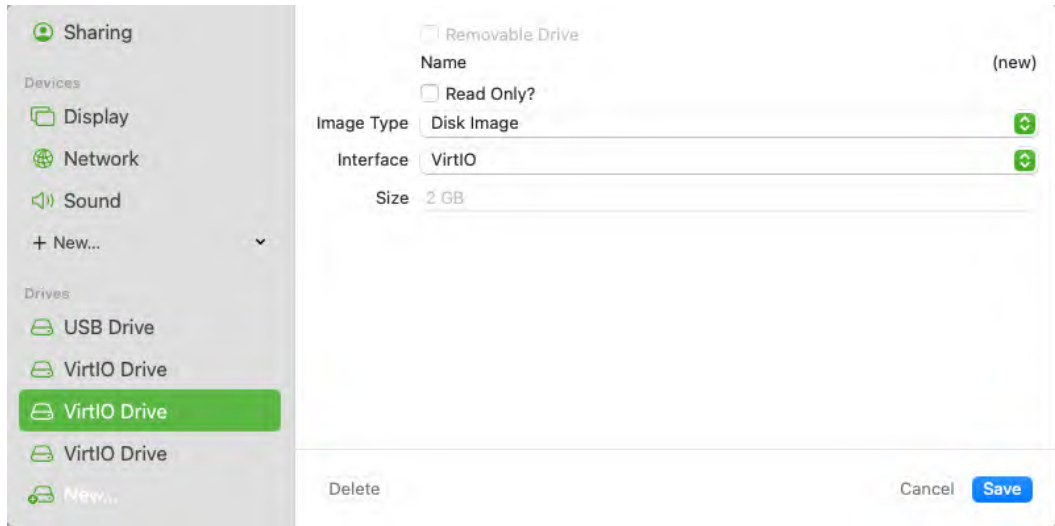 Sharing
Devices
Display
Network
Sound
+ New...
Drives
USB Drive
VirtIO Drive
VirtIO Drive
VirtIO Drive
New...
Removable Drive
Name (new)
Read Only?
Image Type Disk Image
Interface VirtIO
Size 2 GB
Delete Cancel Save